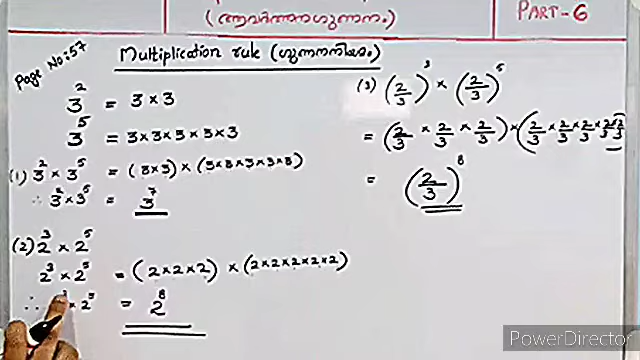 (ആവർത്തനഗുണനം.)
PART-6
Page No:57
Multiplication rule (ഗുണനനിയമം.)
3² = 3×3
3⁵ = 3×3×3×3×3
(1) 3² × 3⁵ = (3×3) × (3×3×3×3×3)
∴ 3² × 3⁵ = 3⁷
(2) 2³ × 2⁵
2³ × 2⁵ = (2×2×2) × (2×2×2×2×2)
∴ × 2⁵ = 2⁸
(3) (2/3)³ × (2/3)⁵
= (2/3 × 2/3 × 2/3) × (2/3 × 2/3 × 2/3 × 2/3 × 2/3
= (2/3)⁸
PowerDirector